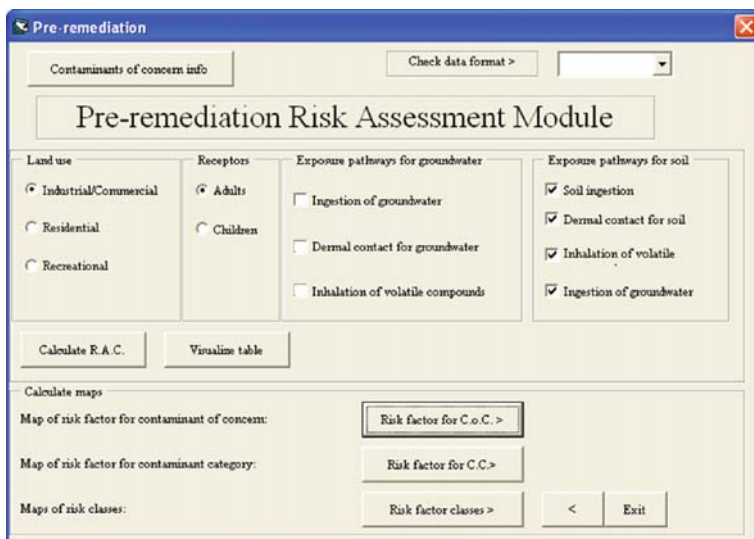 Pre-remediation
Contaminants of concern info
Check data format >
Pre-remediation Risk Assessment Module
Land use
Industrial/Commercial
Residential
Recreational
Receptors
Adults
Children
Exposure pathways for groundwater
Ingestion of groundwater
Dermal contact for groundwater
Inhalation of volatile compounds
Exposure pathways for soil
Soil ingestion
Dermal contact for soil
Inhalation of volatile
Ingestion of groundwater
Calculate R.A.C.
Visualize table
Calculate maps
Map of risk factor for contaminant of concern:
Risk factor for C.o.C. >
Map of risk factor for contaminant category:
Risk factor for C.C.>
Maps of risk classes:
Risk factor classes >
<
Exit